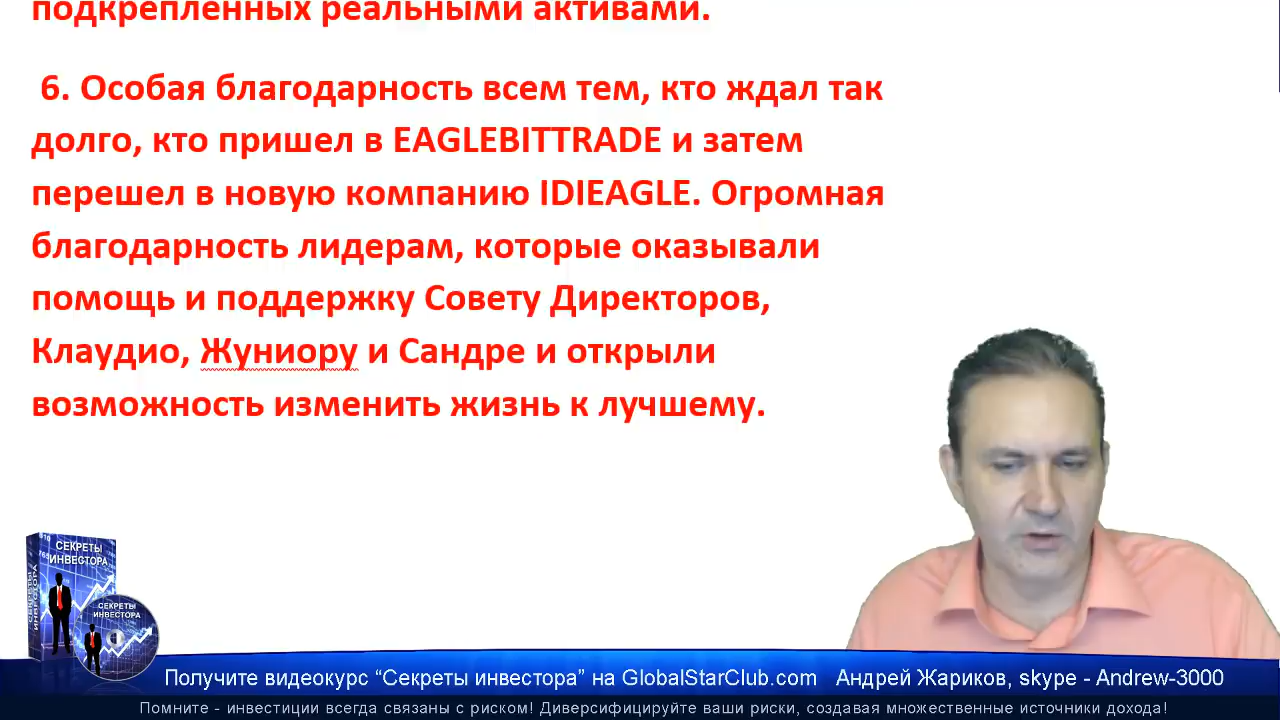 подкрепленных реальными активами.
6. Особая благодарность всем тем, кто ждал так
долго, кто пришел в EAGLEBITTRADE и затем
перешел в новую компанию IDIEAGLE. Огромная
благодарность лидерам, которые оказывали
помощь и поддержку Совету Директоров,
Клаудио, Жуниору и Сандре и открыли
возможность изменить жизнь к лучшему.
СЕКРЕТЫ
ИНВЕСТОРА
СЕКРЕТЫ
ИНВЕСТОРА
Получите видеокурс “Секреты инвестора” на GlobalStarClub.com Андрей Жариков, skype - Andrew-3000
Помните - инвестиции всегда связаны с риском! Диверсифицируйте ваши риски, создавая множественные источники дохода!